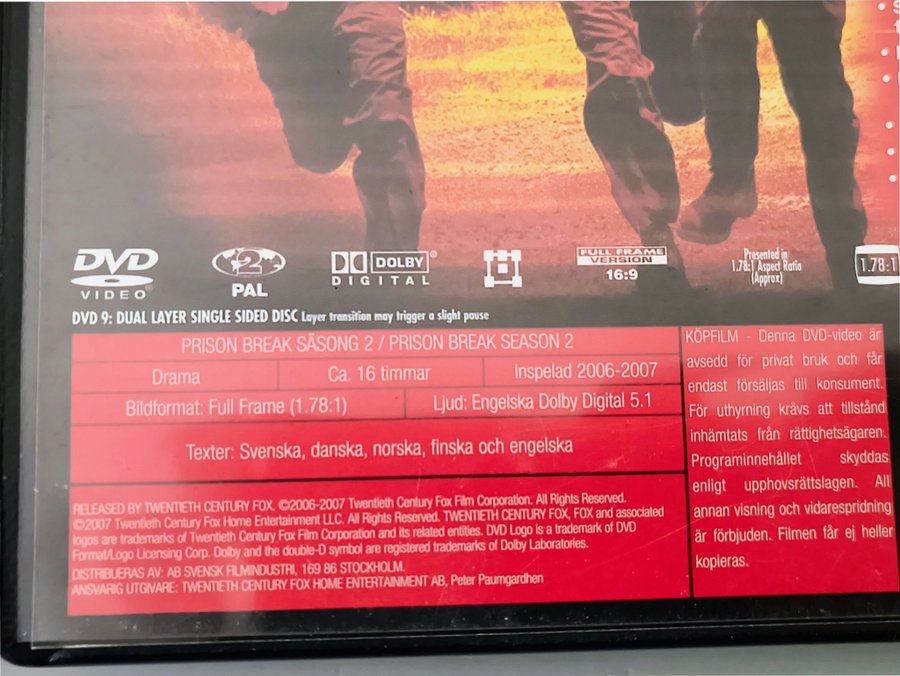 DVD
VIDEO
2
PAL
DOLBY
DIGITAL
FULL FRAME
VERSION
16:9
Presented in
1.78:1 Aspect Ratio
(Approx)
1.78:1
DVD 9: DUAL LAYER SINGLE SIDED DISC Layer transition may trigger a slight pause
PRISON BREAK SÄSONG 2 / PRISON BREAK SEASON 2
Drama
Ca. 16 timmar
Inspelad 2006-2007
Bildformat: Full Frame (1.78:1)
Ljud: Engelska Dolby Digital 5.1
Texter: Svenska, danska, norska, finska och engelska
RELEASED BY TWENTIETH CENTURY FOX. ©2006-2007 Twentieth Century Fox Film Corporation. All Rights Reserved.
©2007 Twentieth Century Fox Home Entertainment LLC. All Rights Reserved. TWENTIETH CENTURY FOX, FOX and associated
logos are trademarks of Twentieth Century Fox Film Corporation and its related entities. DVD Logo is a trademark of DVD
Format/Logo Licensing Corp. Dolby and the double-D symbol are registered trademarks of Dolby Laboratories.
DISTRIBUERAS AV: AB SVENSK FILMINDUSTRI, 169 86 STOCKHOLM.
ANSVARIG UTGIVARE: TWENTIETH CENTURY FOX HOME ENTERTAINMENT AB, Peter Paumgardhen
KÖPFILM - Denna DVD-video är
avsedd för privat bruk och får
endast försäljas till konsument.
För uthyrning krävs att tillstånd
inhämtats från rättighetsägaren.
Programinnehållet skyddas
enligt upphovsrättslagen. All
annan visning och vidarespridning
är förbjuden. Filmen får ej heller
kopieras.